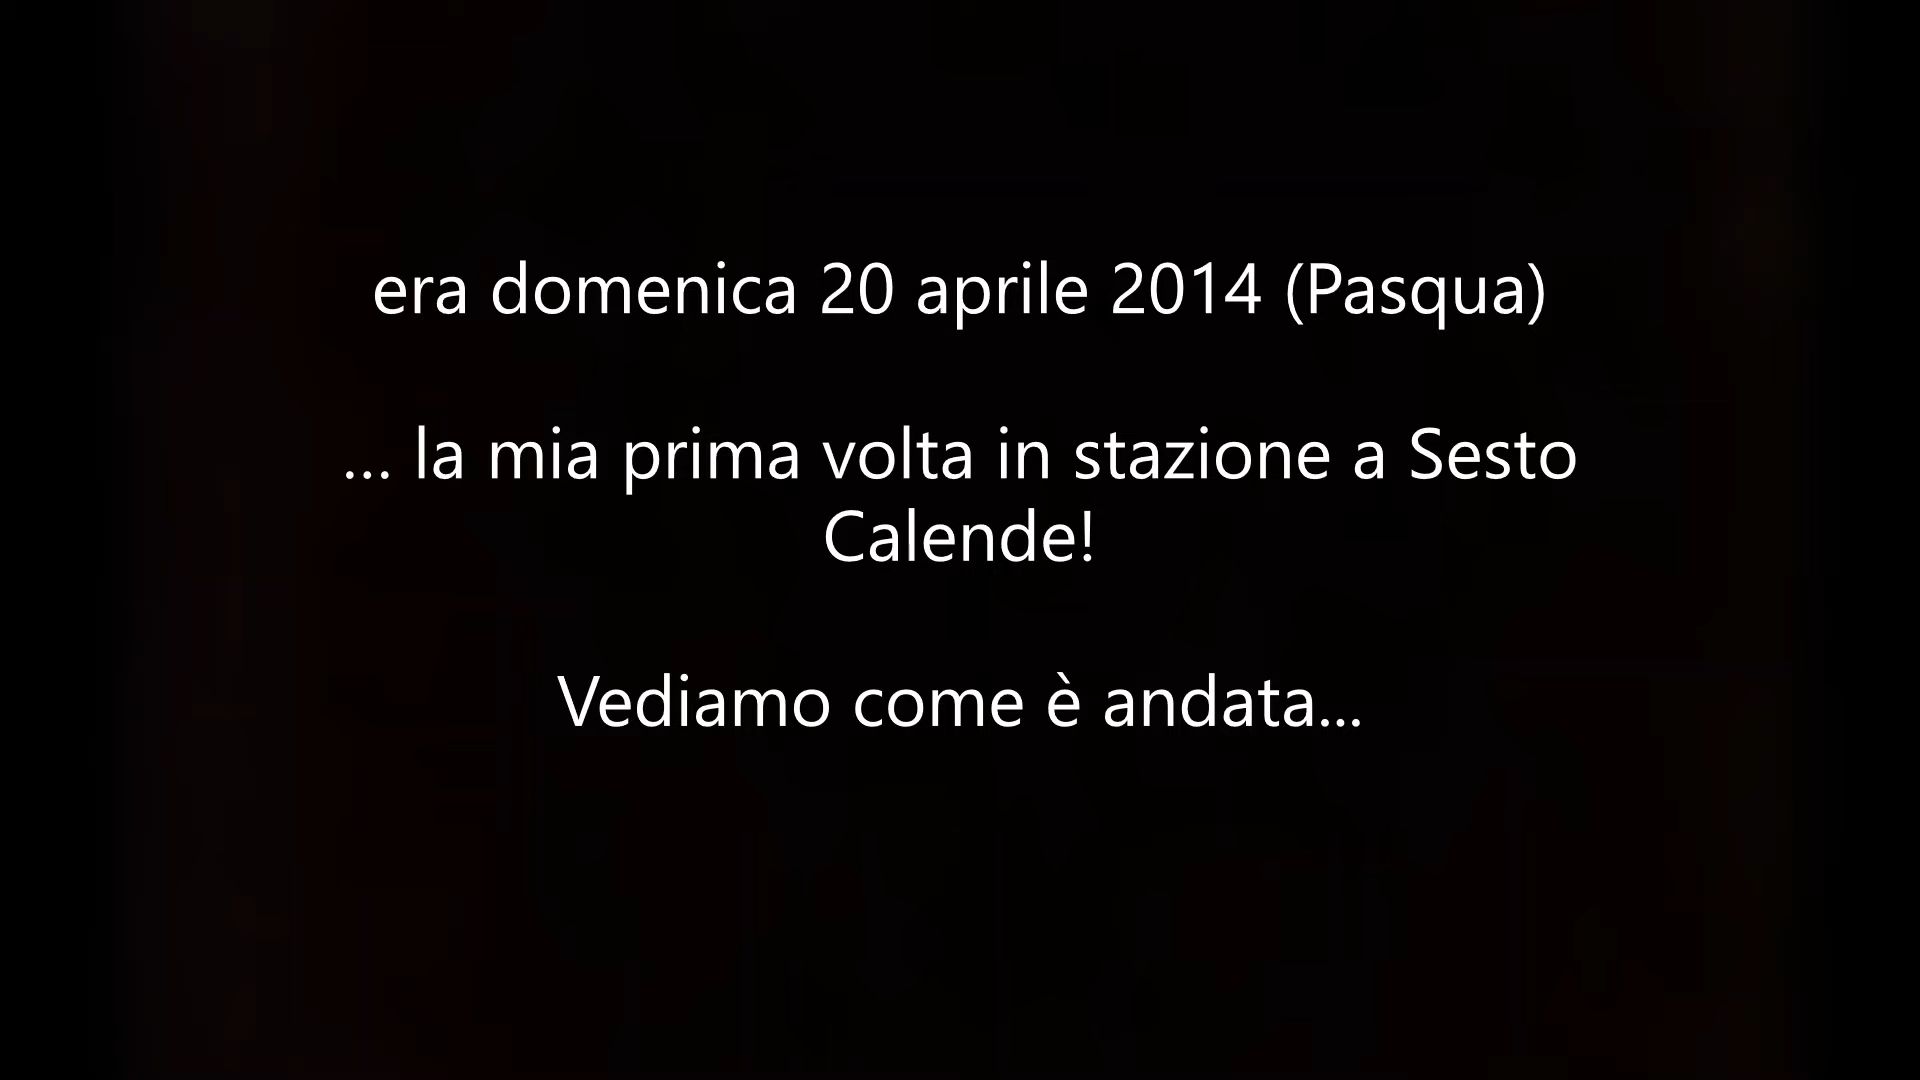 era domenica 20 aprile 2014 (Pasqua)
... la mia prima volta in stazione a Sesto
Calende!
Vediamo come è andata...